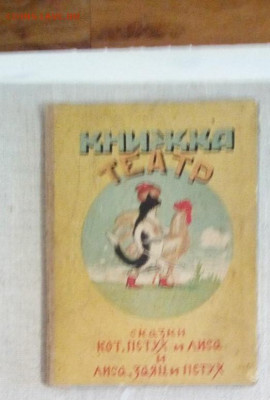 КНИЖКА
ТЕАТР
СКАЗКИ
КОТ, ПЕТУХ И ЛИСА
И
ЛИСА, ЗАЯЦ И ПЕТУХ